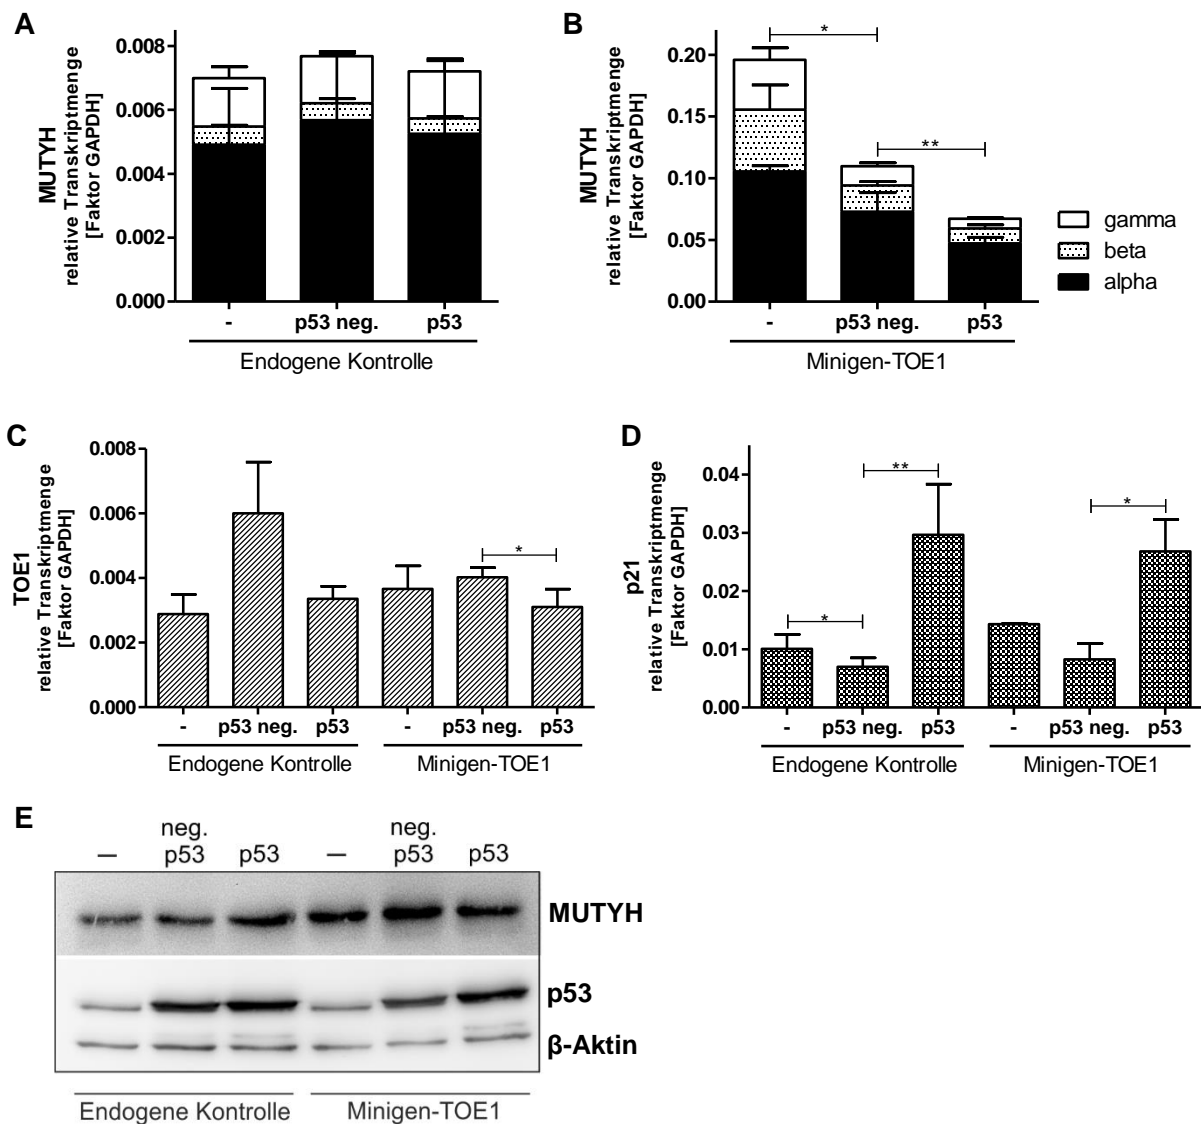 A
MUTYH
relative Transkriptmenge
[Faktor GAPDH]
0.008
0.006
0.004
0.002
0.000
- p53 neg. p53
Endogene Kontrolle
B
MUTYH
relative Transkriptmenge
[Faktor GAPDH]
0.20
0.15
0.10
0.05
0.00
*
**
- p53 neg. p53
Minigen-TOE1
gamma
beta
alpha
C
TOE1
relative Transkriptmenge
[Faktor GAPDH]
0.008
0.006
0.004
0.002
0.000
*
- p53 neg. p53 - p53 neg. p53
Endogene Kontrolle Minigen-TOE1
D
p21
relative Transkriptmenge
[Faktor GAPDH]
0.04
0.03
0.02
0.01
0.00
**
*
*
- p53 neg. p53 - p53 neg. p53
Endogene Kontrolle Minigen-TOE1
E
neg. neg.
– p53 p53 – p53 p53
MUTYH
p53
β-Aktin
Endogene Kontrolle Minigen-TOE1